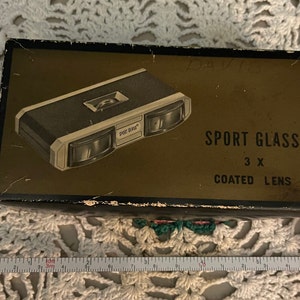 SPORT GLASS
3 X
COATED LENS